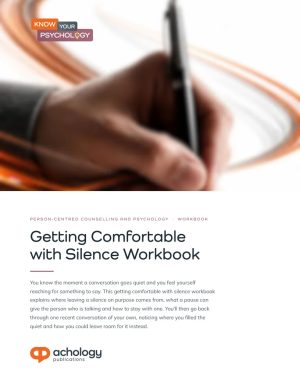 KNOW YOUR
PSYCHOLOGY
PERSON-CENTRED COUNSELLING AND PSYCHOLOGY · WORKBOOK
Getting Comfortable
with Silence Workbook
You know the moment a conversation goes quiet and you feel yourself
reaching for something to say. This getting comfortable with silence workbook
explains where leaving a silence on purpose comes from, what a pause can
give the person who is talking and how to stay with one. You'll then go back
through one recent conversation of your own, noticing where you filled the
quiet and how you could leave room for it instead.
achology
publications